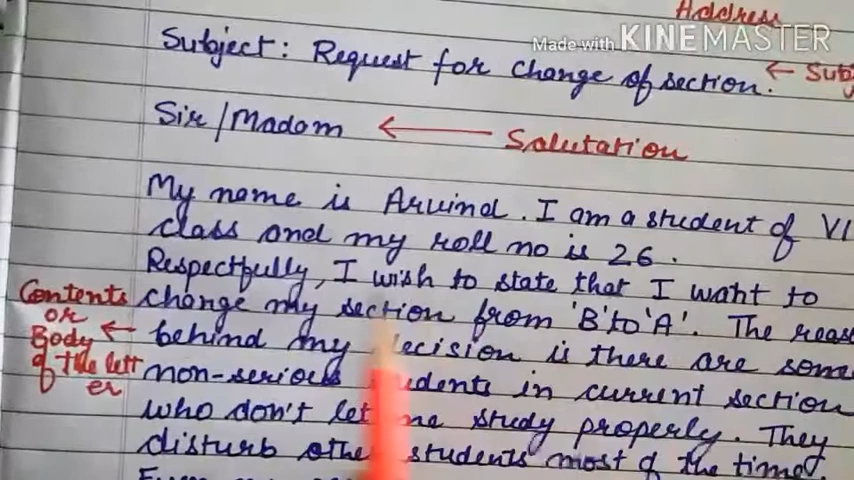 Address
Made with KINEMASTER
Subject: Request for change of section. ← Sub
Sir/Madam ← Salutation
My name is Arvind. I am a student of VI
class and my roll no is 26.
Respectfully, I wish to state that I want to
Contents change my section from 'B' to 'A'. The reas
or
Body ← behind my decision is there are some
of the lett non-serious students in current section
er who don't let me study properly. They
disturb other students most of the time.